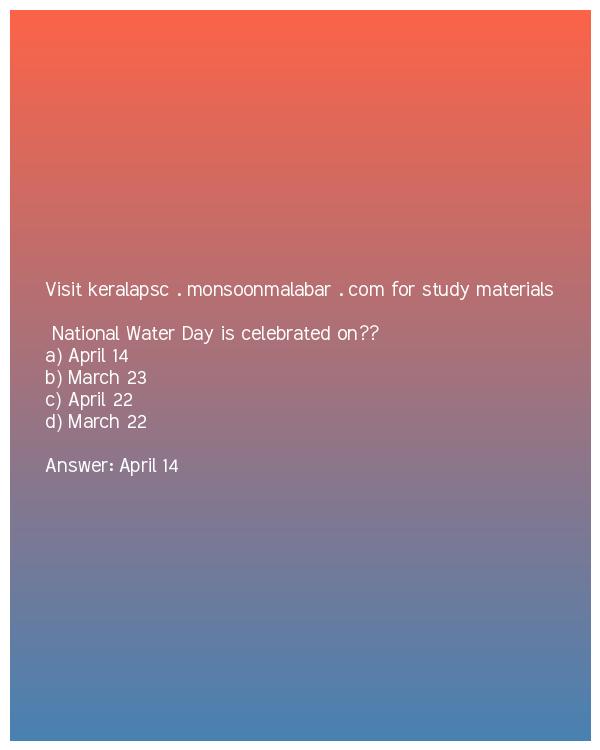 Visit keralapsc . monsoonmalabar . com for study materials
National Water Day is celebrated on??
a) April 14
b) March 23
c) April 22
d) March 22
Answer: April 14